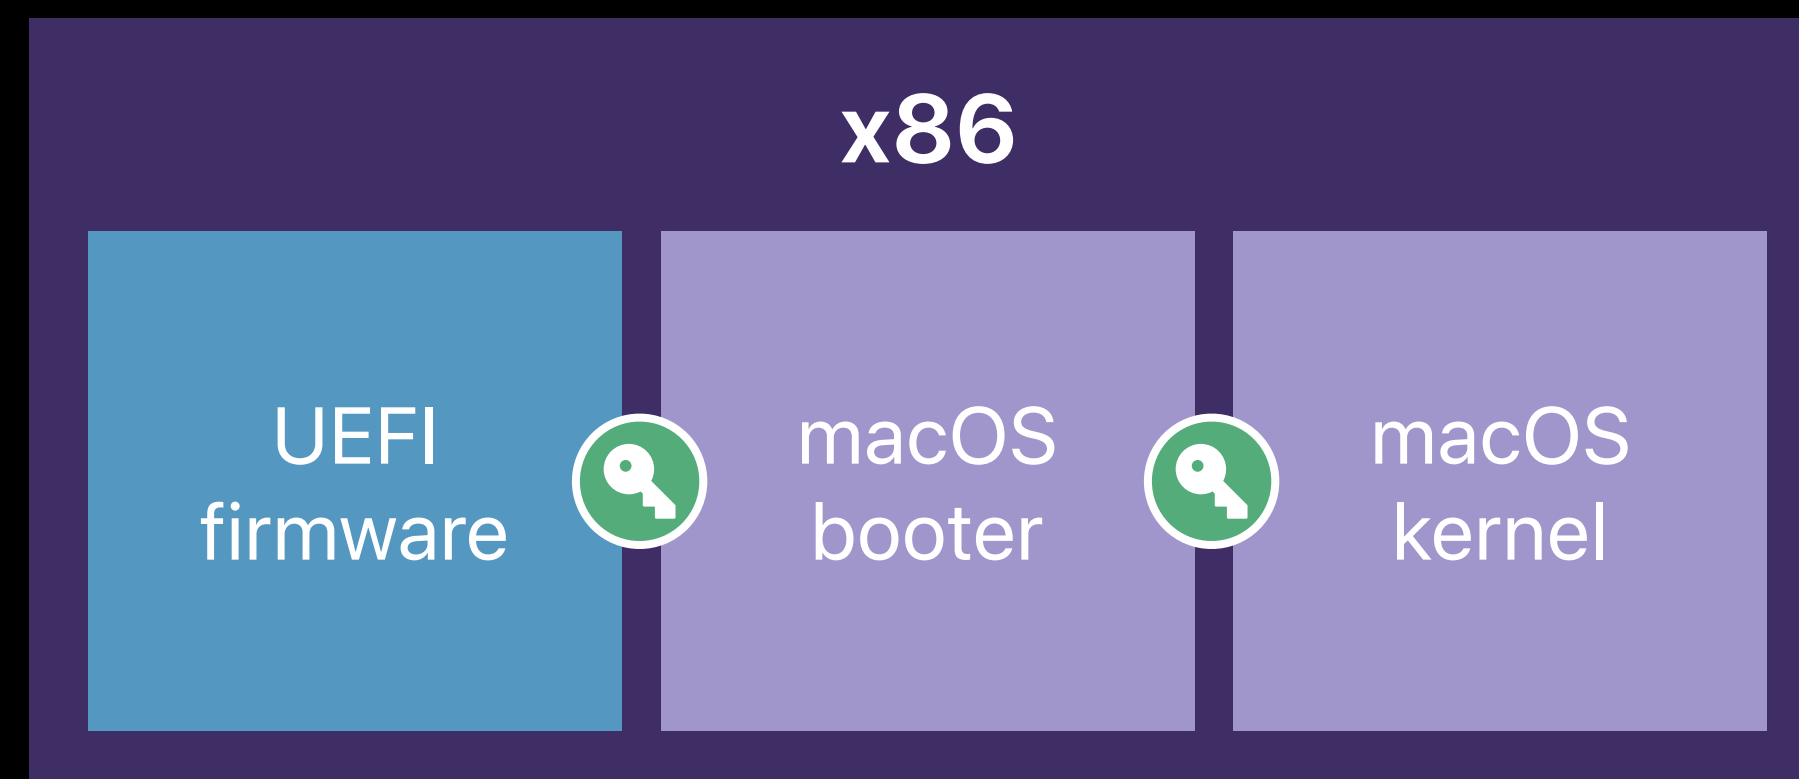 x86
UEFI
firmware
macOS
booter
macOS
kernel